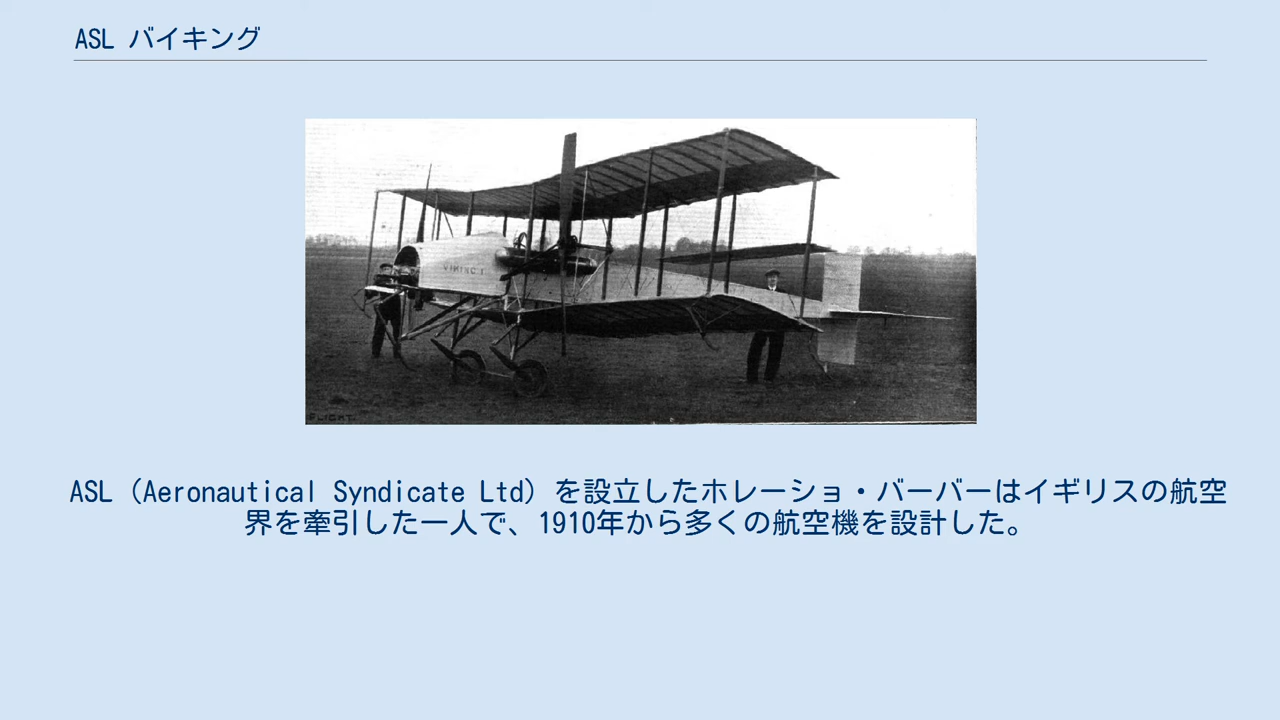 ASL バイキング
VIKING I
FLIGHT
ASL（Aeronautical Syndicate Ltd）を設立したホレーショ・バーバーはイギリスの航空
界を牽引した一人で、1910年から多くの航空機を設計した。